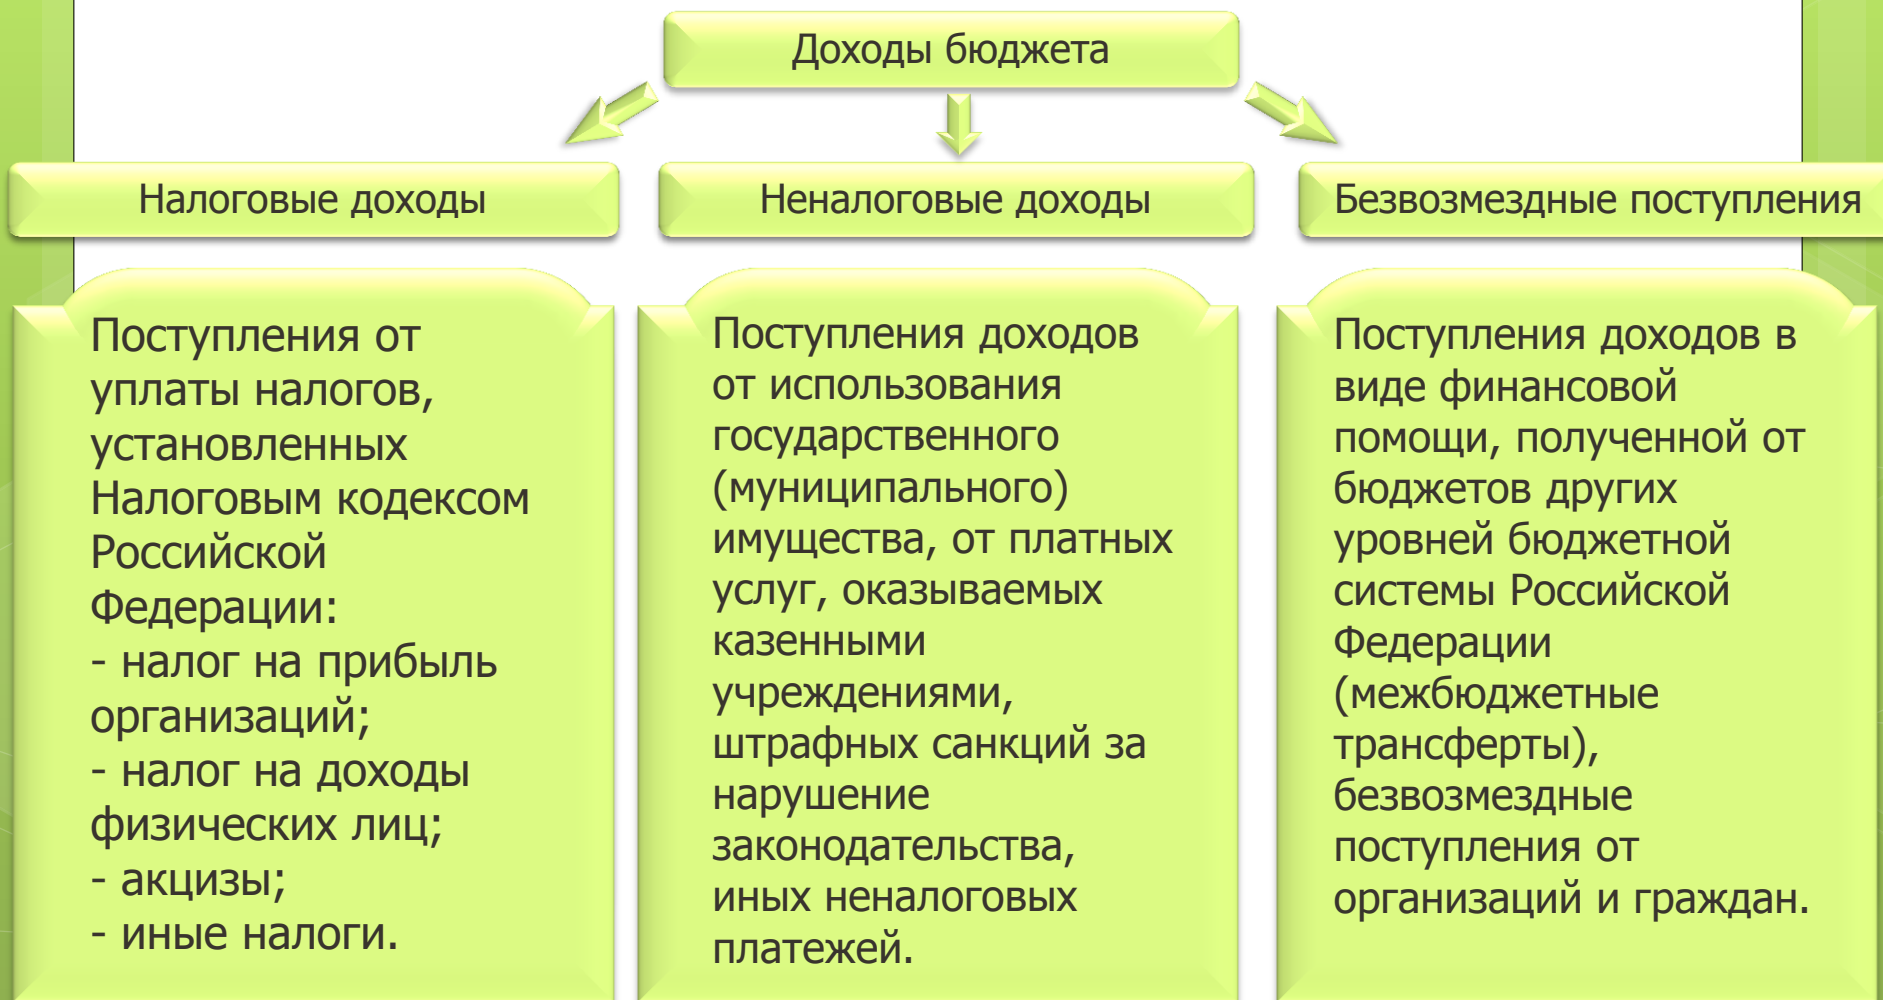 Доходы бюджета
Налоговые доходы
Неналоговые доходы
Безвозмездные поступления
Поступления от
уплаты налогов,
установленных
Налоговым кодексом
Российской
Федерации:
- налог на прибыль
организаций;
- налог на доходы
физических лиц;
- акцизы;
- иные налоги.
Поступления доходов
от использования
государственного
(муниципального)
имущества, от платных
услуг, оказываемых
казенными
учреждениями,
штрафных санкций за
нарушение
законодательства,
иных неналоговых
платежей.
Поступления доходов в
виде финансовой
помощи, полученной от
бюджетов других
уровней бюджетной
системы Российской
Федерации
(межбюджетные
трансферты),
безвозмездные
поступления от
организаций и граждан.